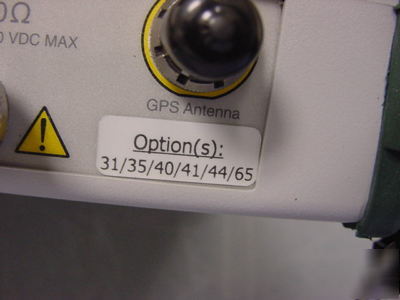 0Ω
0 VDC MAX
GPS Antenna
Option(s):
31/35/40/41/44/65